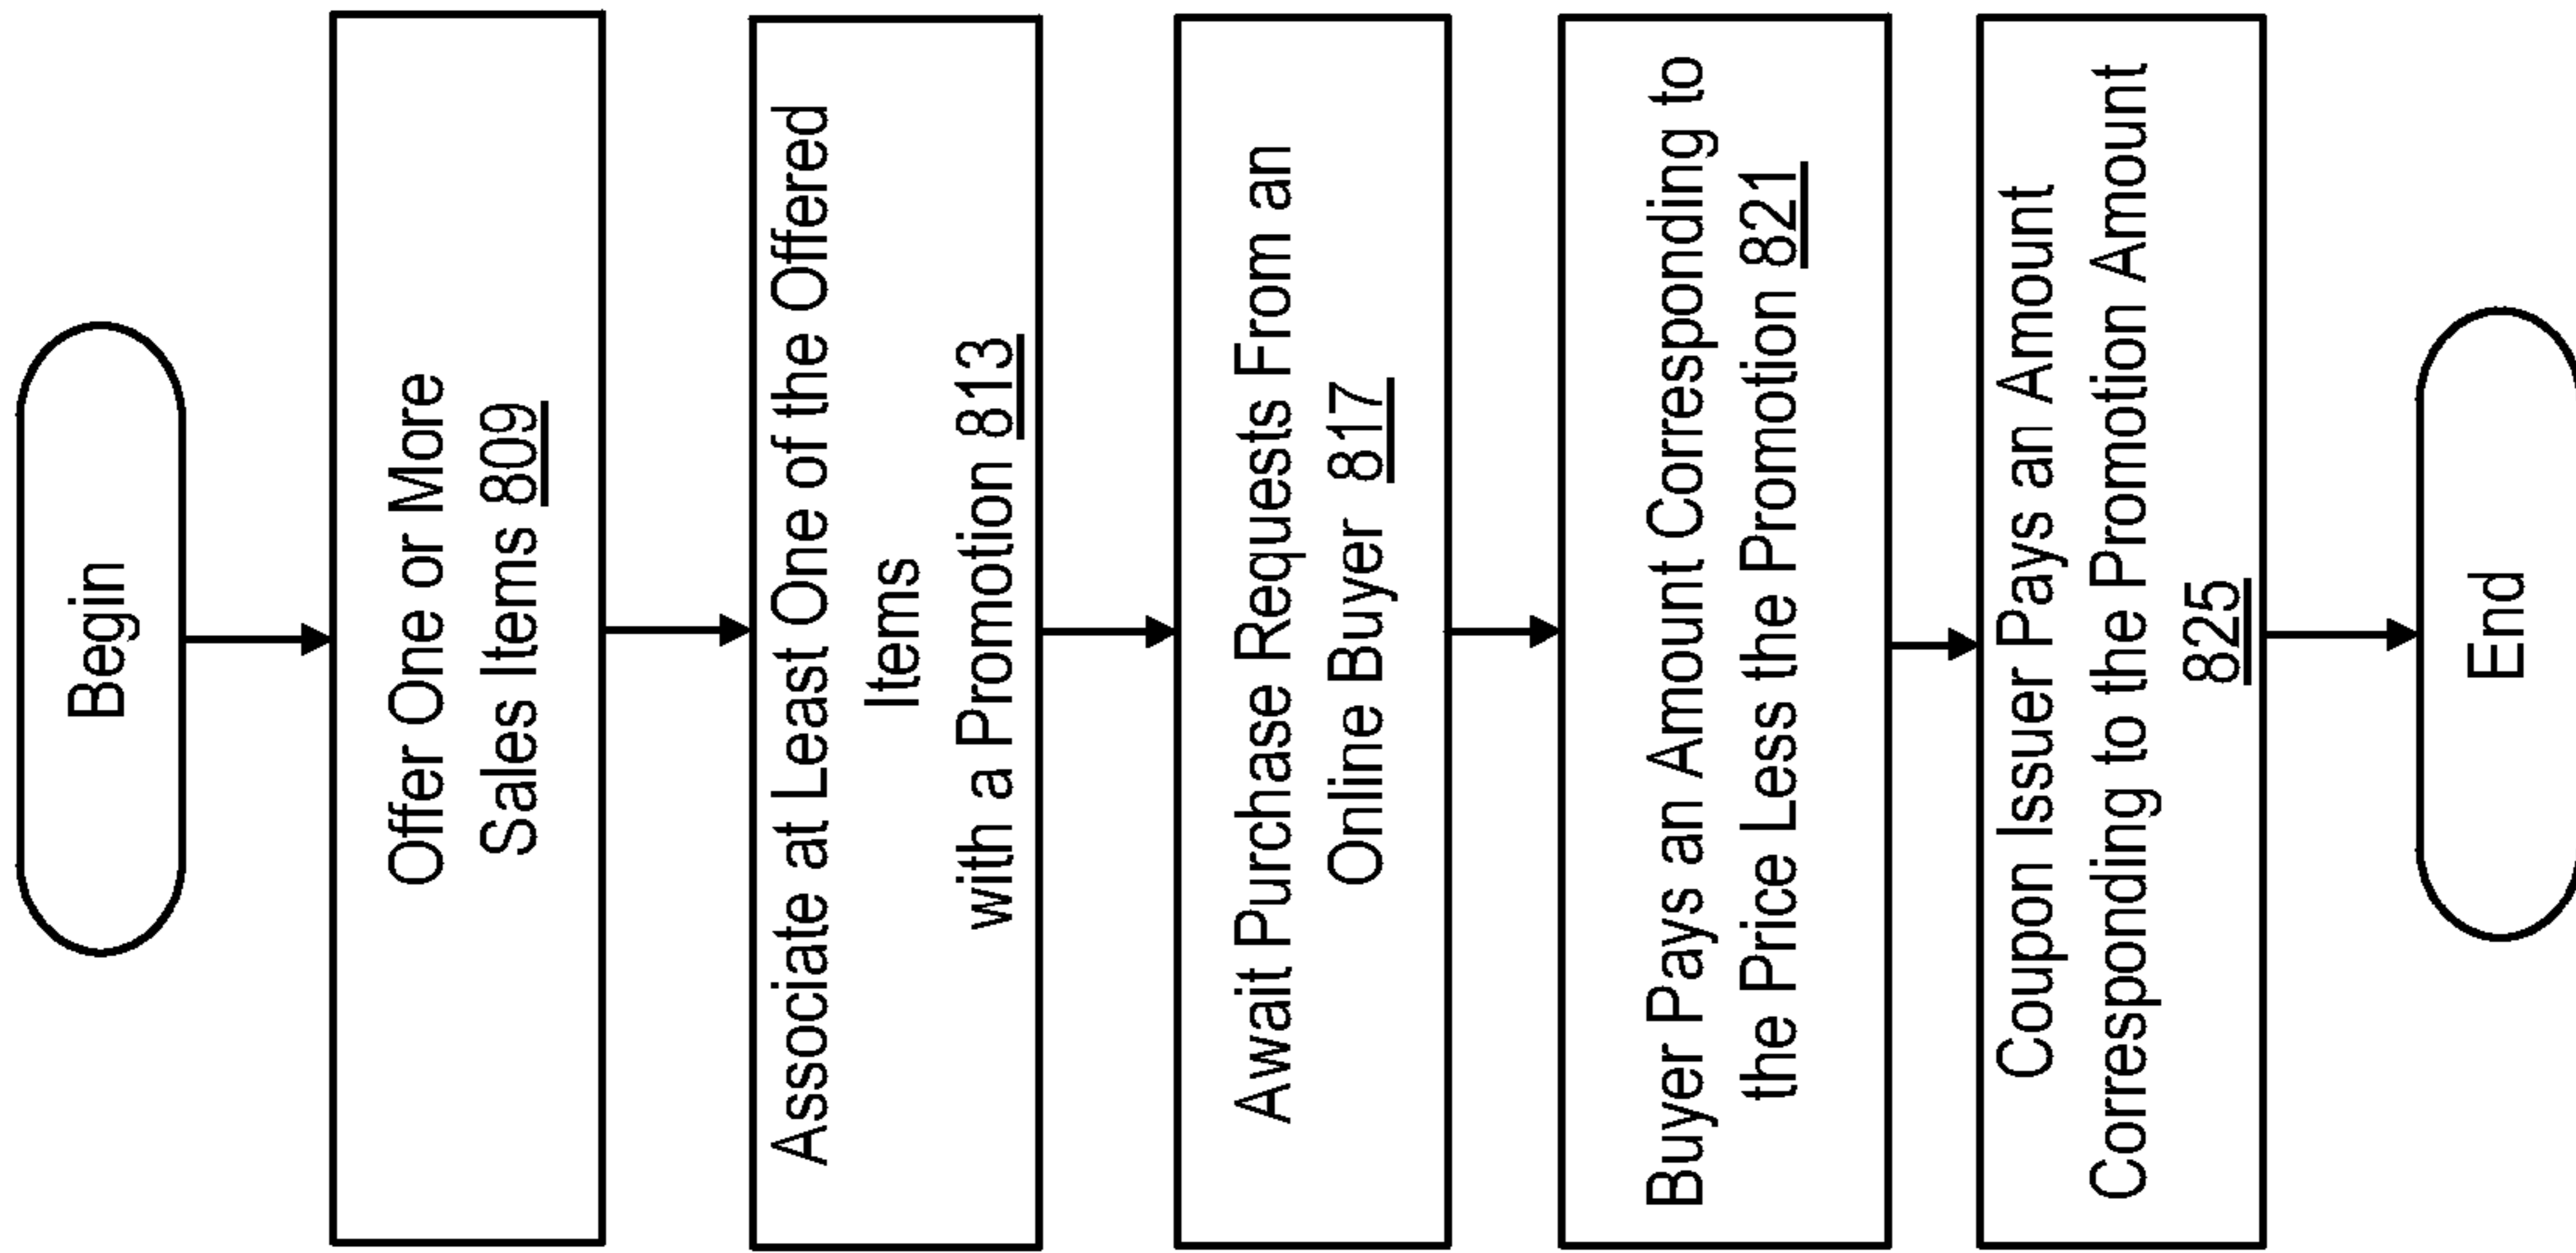 Begin
Offer One or More
Sales Items 809
Associate at Least One of the Offered
Items
with a Promotion 813
Await Purchase Requests From an
Online Buyer 817
Buyer Pays an Amount Corresponding to
the Price Less the Promotion 821
Coupon Issuer Pays an Amount
Corresponding to the Promotion Amount
825
End